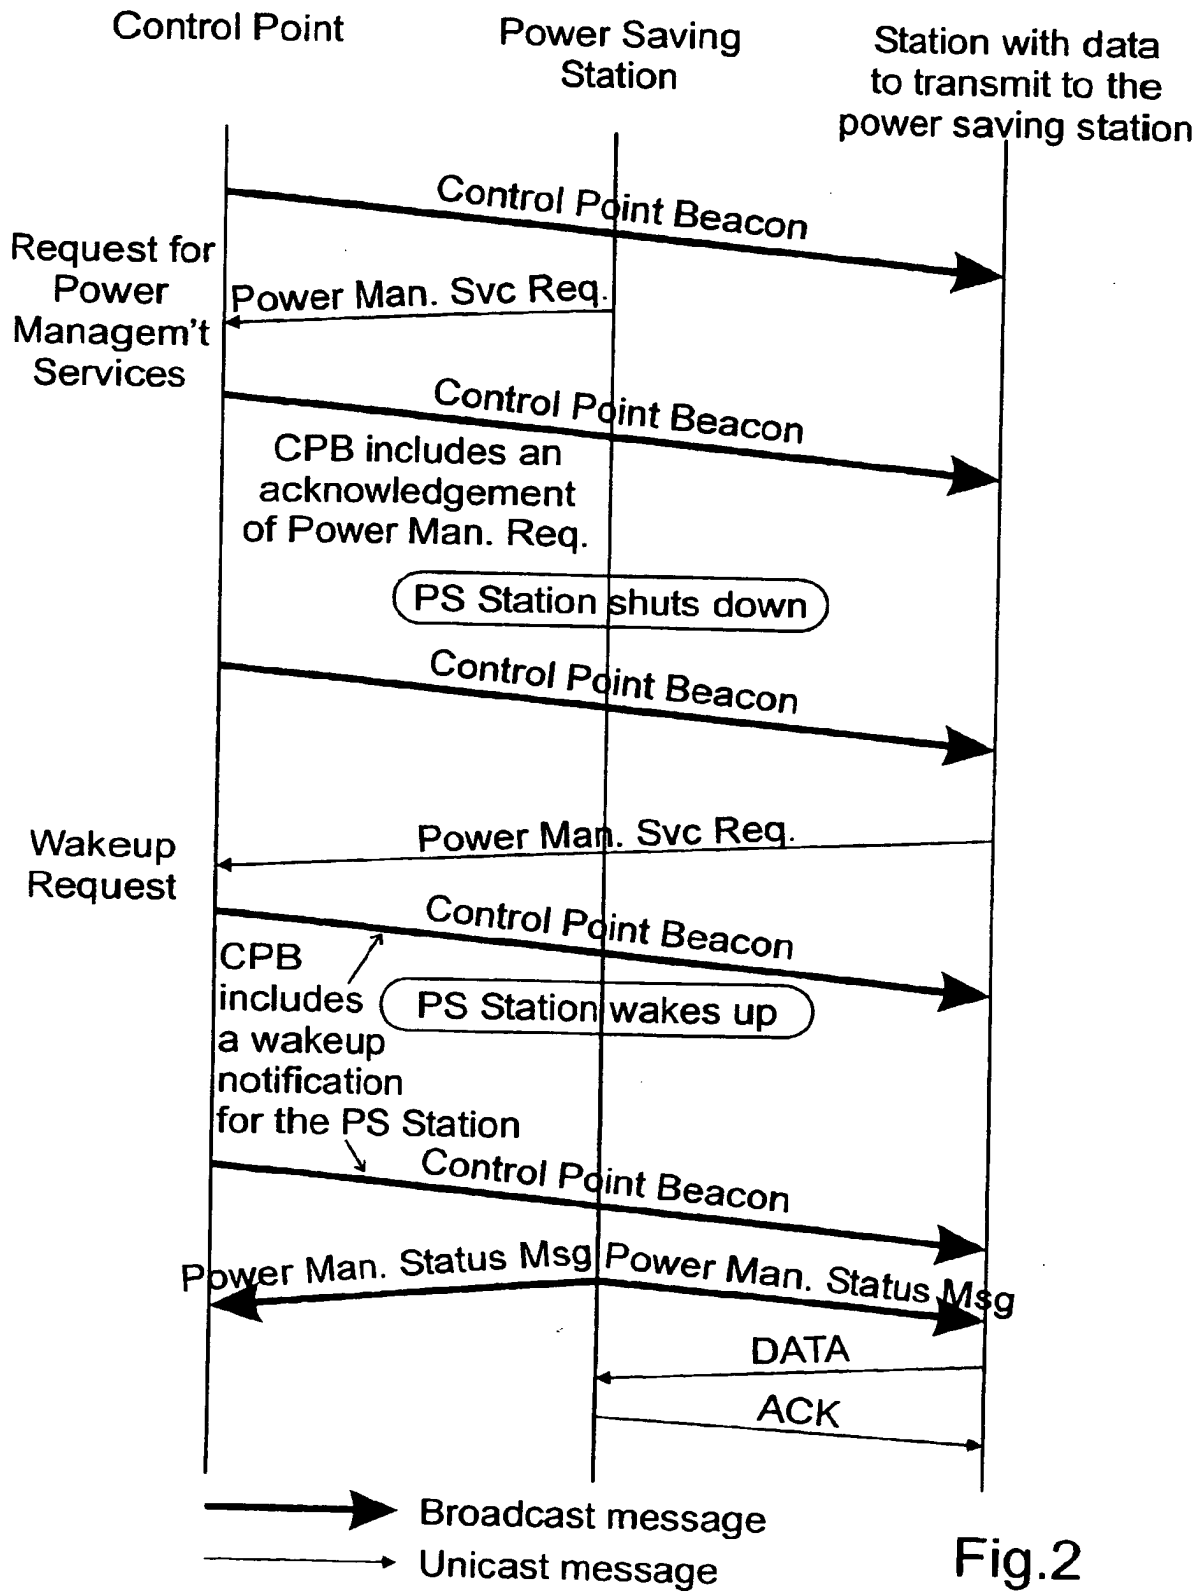 Control Point
Power Saving
Station
Station with data
to transmit to the
power saving station
Control Point Beacon
Request for
Power
Managem't
Services
Power Man. Svc Req.
Control Point Beacon
CPB includes an
acknowledgement
of Power Man. Req.
PS Station shuts down
Control Point Beacon
Wakeup
Request
Power Man. Svc Req.
Control Point Beacon
CPB
includes
a wakeup
notification
for the PS Station
PS Station wakes up
Control Point Beacon
Power Man. Status Msg
Power Man. Status Msg
DATA
ACK
Broadcast message
Unicast message
Fig.2